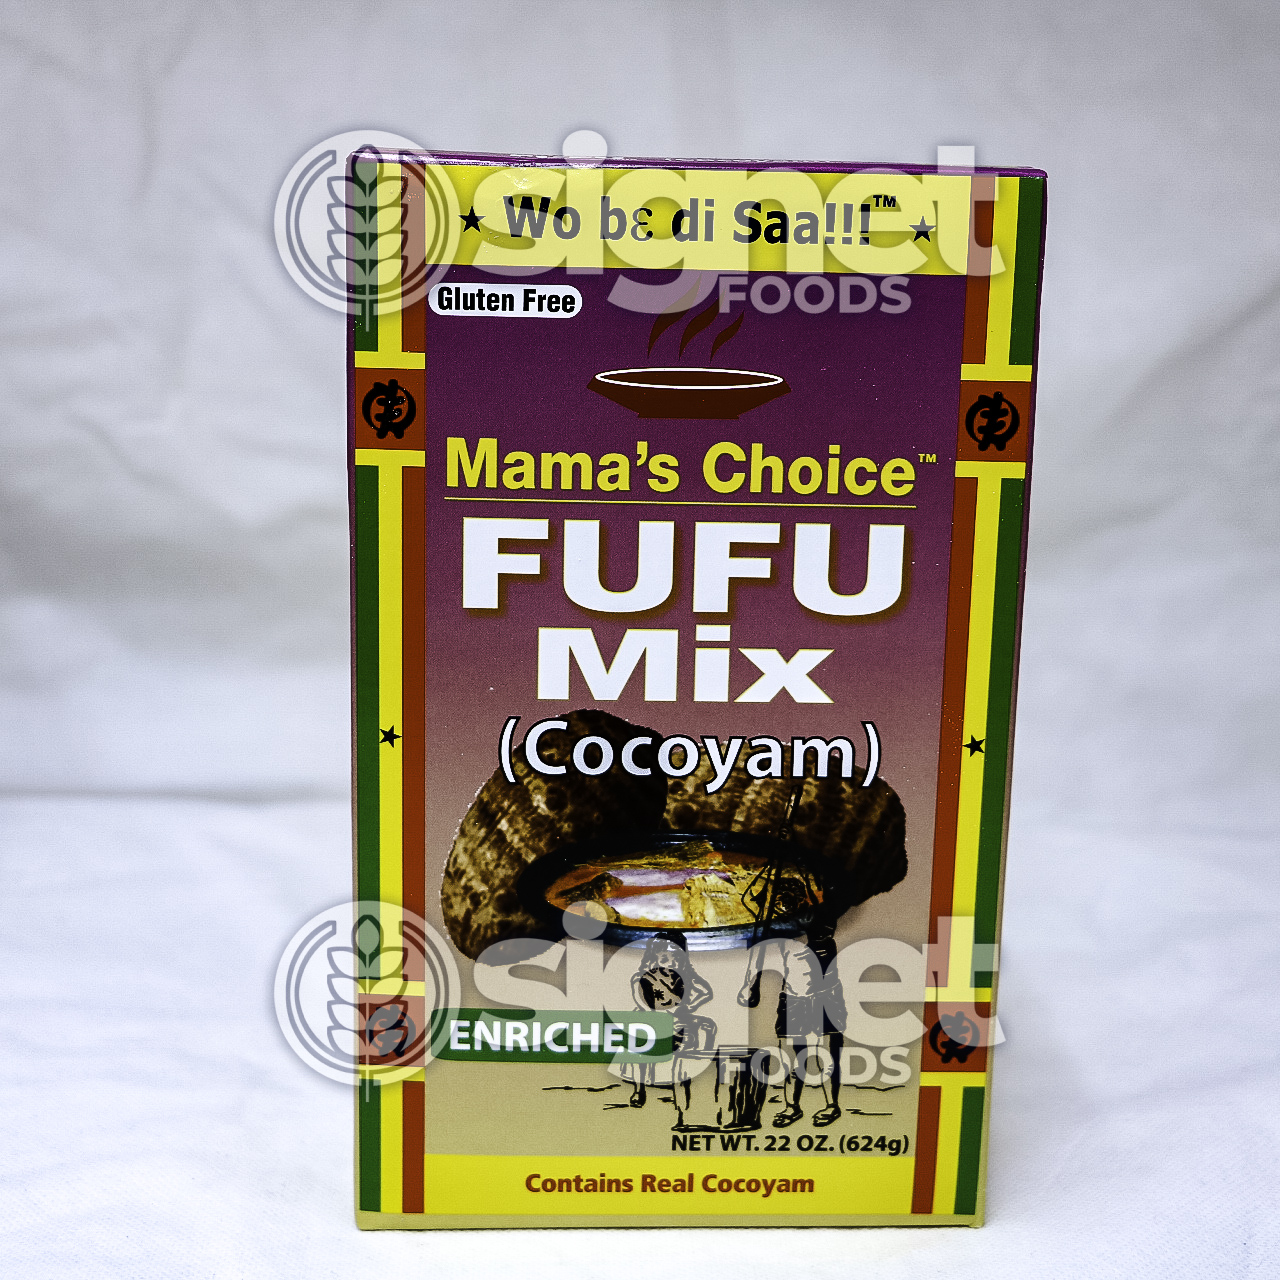 signet
FOODS
★ Wo bɛ di Saa!!!™ ★
Gluten Free
Mama's Choice™
FUFU
Mix
(Cocoyam)
signet
FOODS
ENRICHED
NET WT. 22 OZ. (624g)
Contains Real Cocoyam